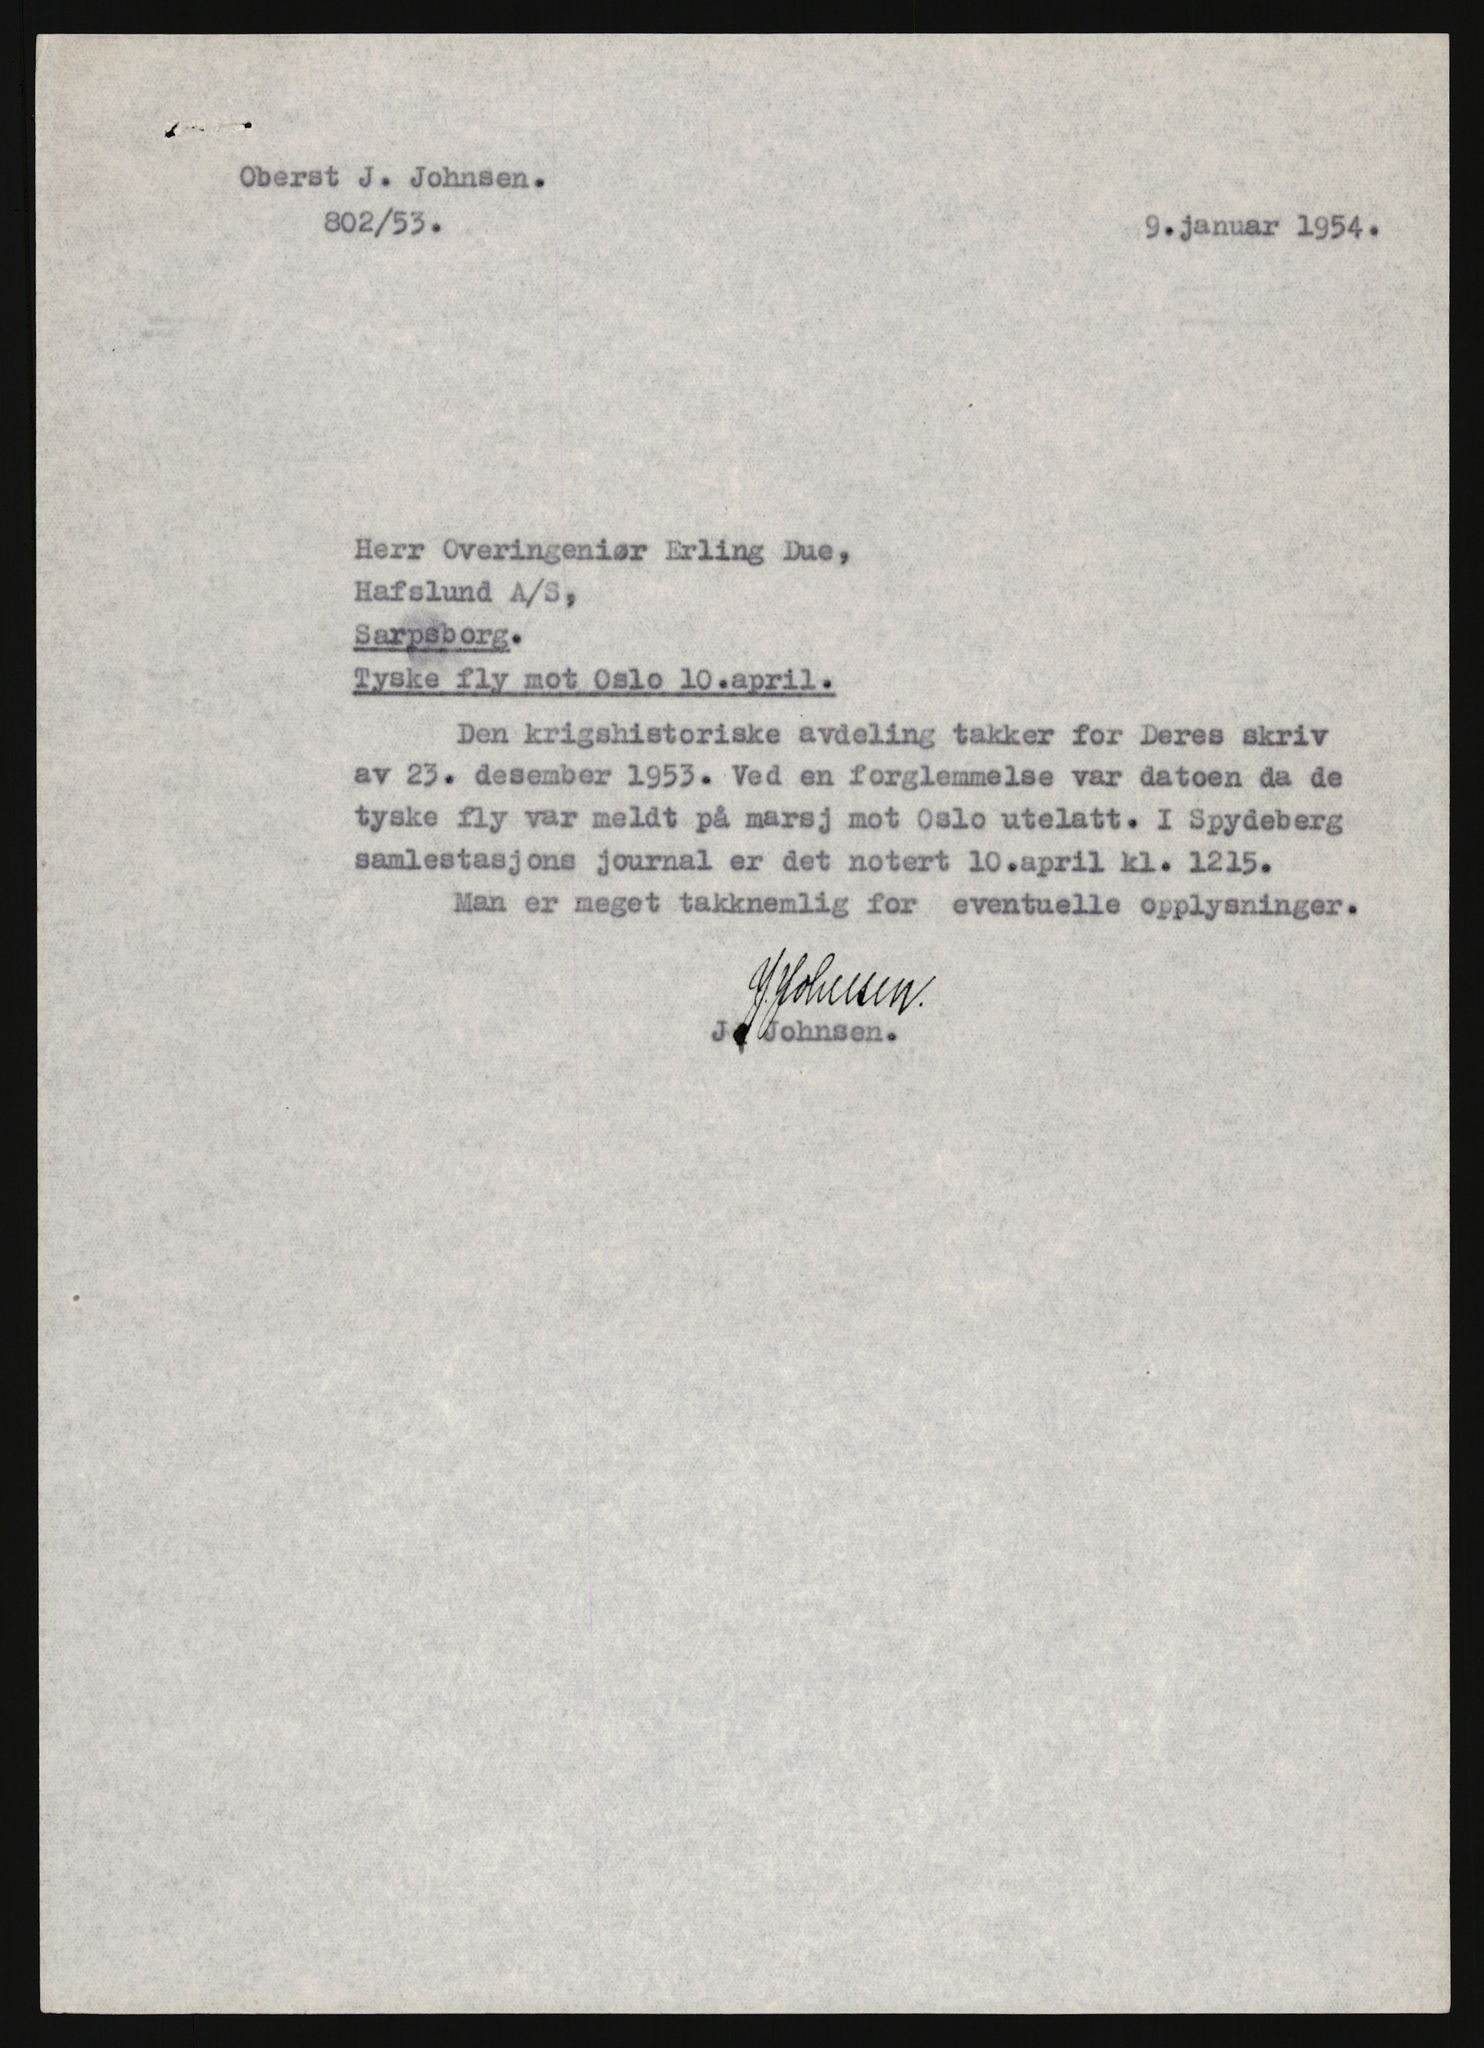 Oberst J. Johnsen.
802/53.
9.januar 1954.
Herr Overingeniør Erling Due,
Hafslund A/S,
Sarpsborg.
Tyske fly mot Oslo 10.april.
Den krigshistoriske avdeling takker for Deres skriv
av 23. desember 1953. Ved en forglemmelse var datoen da de
tyske fly var meldt på marsj mot Oslo utelatt. I Spydeberg
samlestasjons journal er det notert 10.april kl. 1215.
Man er meget takknemlig for eventuelle opplysninger.
J. Johnsen.
J. Johnsen.